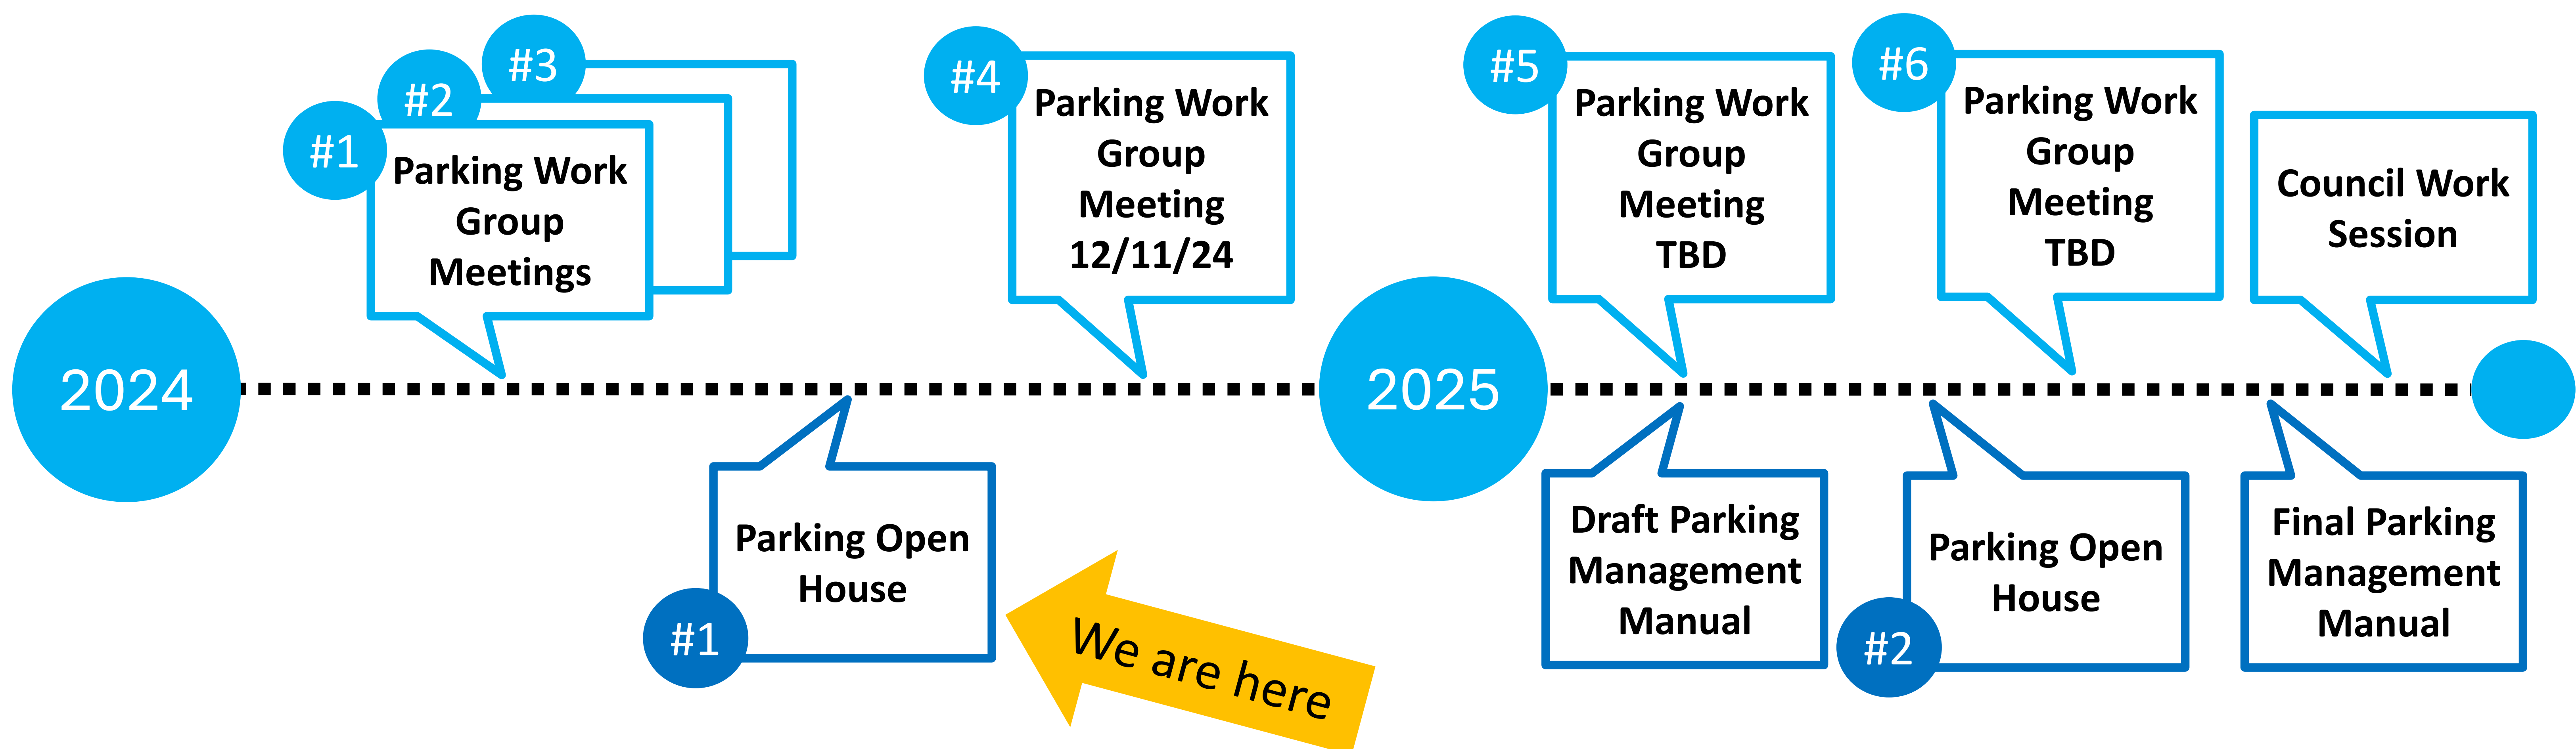 #1
#2
#3
Parking Work
Group
Meetings
#4
Parking Work
Group
Meeting
12/11/24
#5
Parking Work
Group
Meeting
TBD
#6
Parking Work
Group
Meeting
TBD
Council Work
Session
2024
2025
Parking Open
House
#1
We are here
Draft Parking
Management
Manual
Parking Open
House
#2
Final Parking
Management
Manual